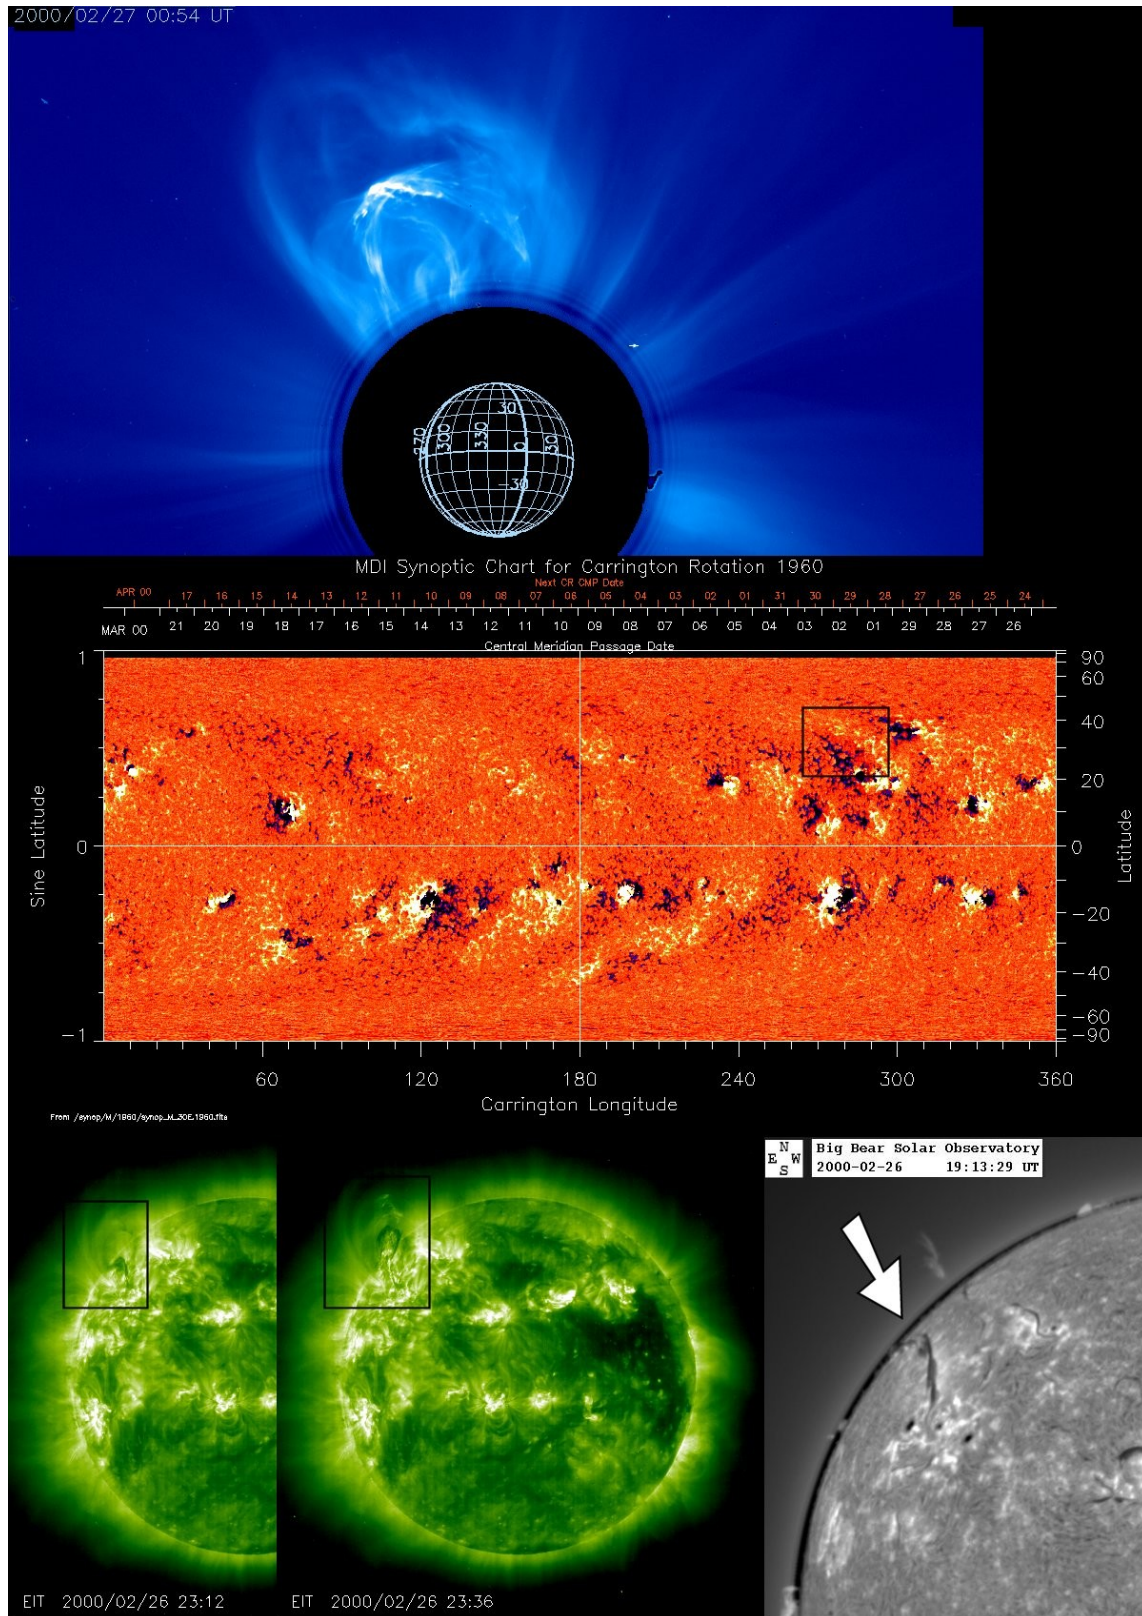 2000/02/27 00:54 UT
30
270 300 330 0 30
-30
MDI Synoptic Chart for Carrington Rotation 1960
Next CR CMP Date
APR 00 17 16 15 14 13 12 11 10 09 08 07 06 05 04 03 02 01 31 30 29 28 27 26 25 24
MAR 00 21 20 19 18 17 16 15 14 13 12 11 10 09 08 07 06 05 04 03 02 01 29 28 27 26
Central Meridian Passage Date
1
0
-1
Sine Latitude
90
60
40
20
0
-20
-40
-60
-90
Latitude
60 120 180 240 300 360
Carrington Longitude
From /synop/M/1960/synop_M_30E.1960.fits
N
E W
S
Big Bear Solar Observatory
2000-02-26 19:13:29 UT
EIT 2000/02/26 23:12
EIT 2000/02/26 23:36